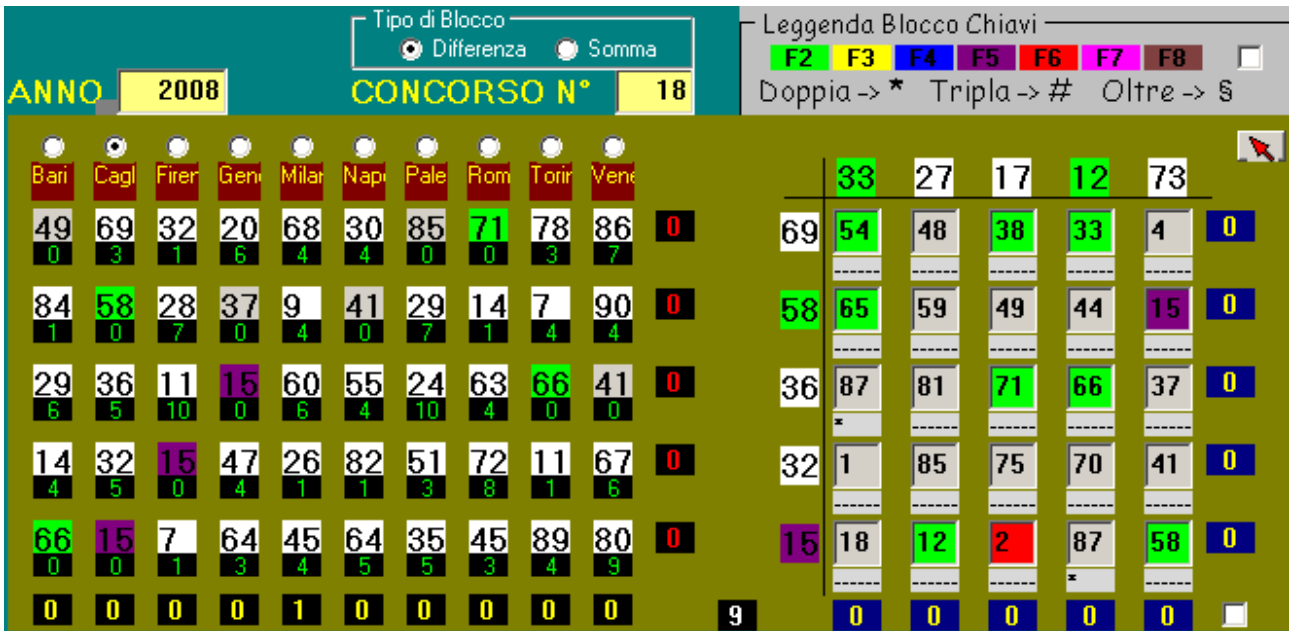 Tipo di Blocco
Differenza Somma
Leggenda Blocco Chiavi
F2 F3 F4 F5 F6 F7 F8
ANNO 2008 CONCORSO N° 18
Doppia -> * Tripla -> # Oltre -> §
Bari Cagl Firer Gen Milar Nap Pale Rom Torir Vene
33 27 17 12 73
49 69 32 20 68 30 85 71 78 86 0
0 3 1 6 4 4 0 0 3 7
69 54 48 38 33 4 0
------ ------ ------ ------ ------
84 58 28 37 9 41 29 14 7 90 0
1 0 7 0 4 0 7 1 4 4
58 65 59 49 44 15 0
------ ------ ------ ------ ------
29 36 11 15 60 55 24 63 66 41 0
6 5 10 0 6 4 10 4 0 0
36 87 81 71 66 37 0
* ------ ------ ------ ------
14 32 15 47 26 82 51 72 11 67 0
4 5 0 4 1 1 3 8 1 6
32 1 85 75 70 41 0
------ ------ ------ ------ ------
66 15 7 64 45 64 35 45 89 80 0
0 0 1 3 4 5 5 3 4 9
15 18 12 2 87 58 0
------ ------ ------ * ------
0 0 0 0 1 0 0 0 0 0
9 0 0 0 0 0